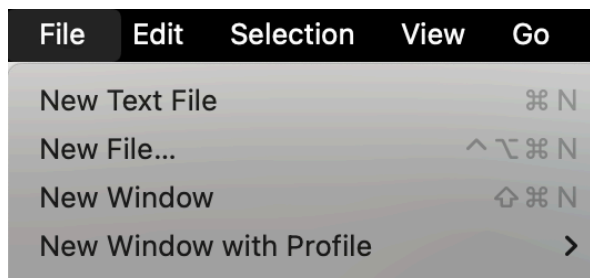 File Edit Selection View Go
New Text File ⌘ N
New File... ^ ⌥ ⌘ N
New Window ⇧ ⌘ N
New Window with Profile >